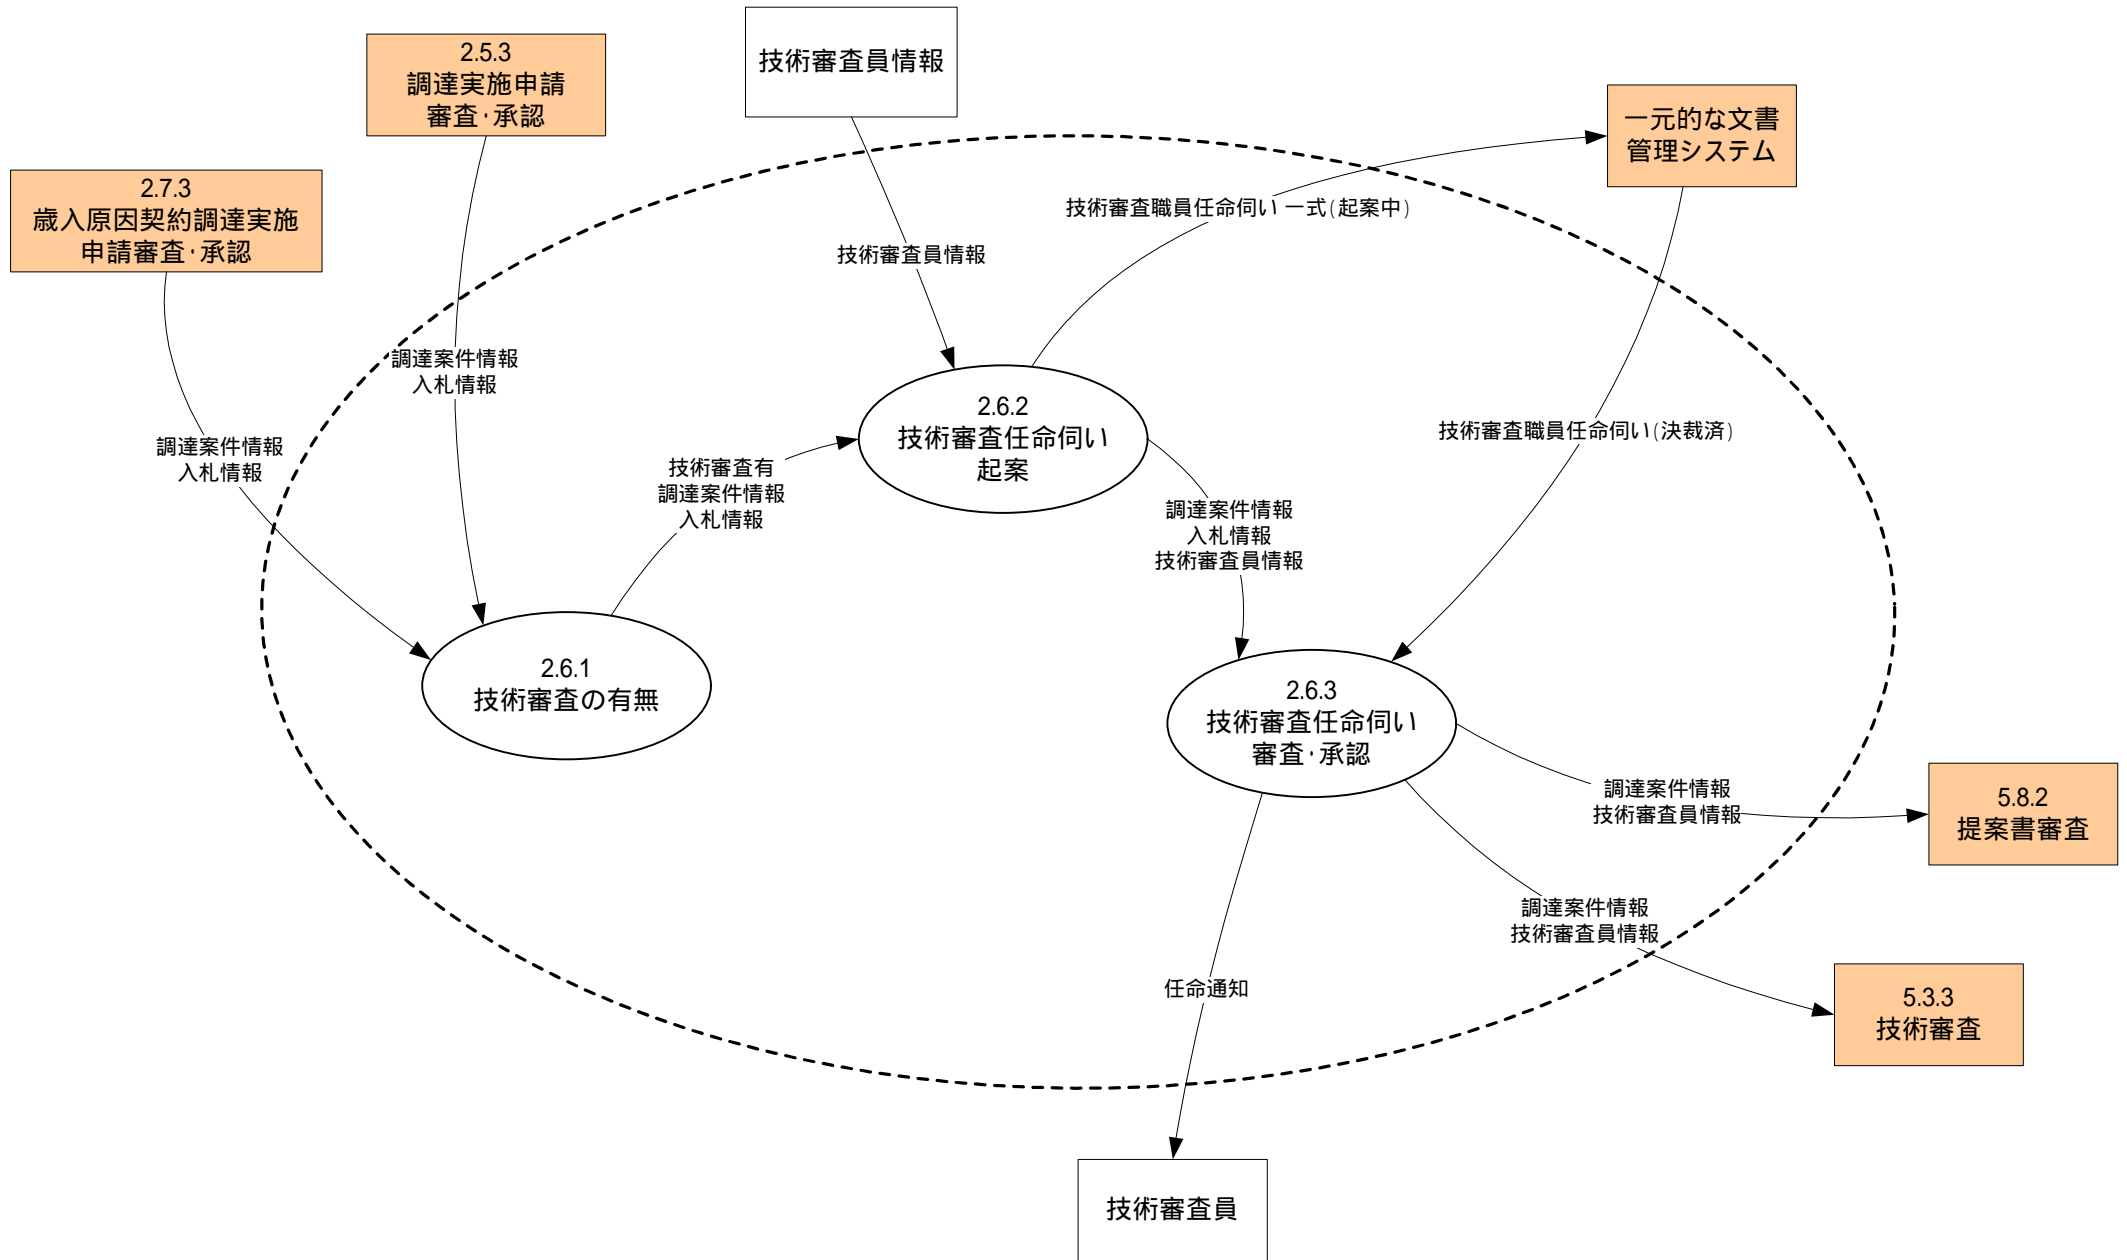 技術審査員情報
2.5.3
調達実施申請
審査・承認
一元的な文書
管理システム
2.7.3
歳入原因契約調達実施
申請審査・承認
技術審査職員任命伺い 一式(起案中)
技術審査員情報
調達案件情報
入札情報
2.6.2
技術審査任命伺い
起案
技術審査職員任命伺い(決裁済)
調達案件情報
入札情報
技術審査有
調達案件情報
入札情報
調達案件情報
入札情報
技術審査員情報
2.6.1
技術審査の有無
2.6.3
技術審査任命伺い
審査・承認
調達案件情報
技術審査員情報
5.8.2
提案書審査
調達案件情報
技術審査員情報
任命通知
5.3.3
技術審査
技術審査員